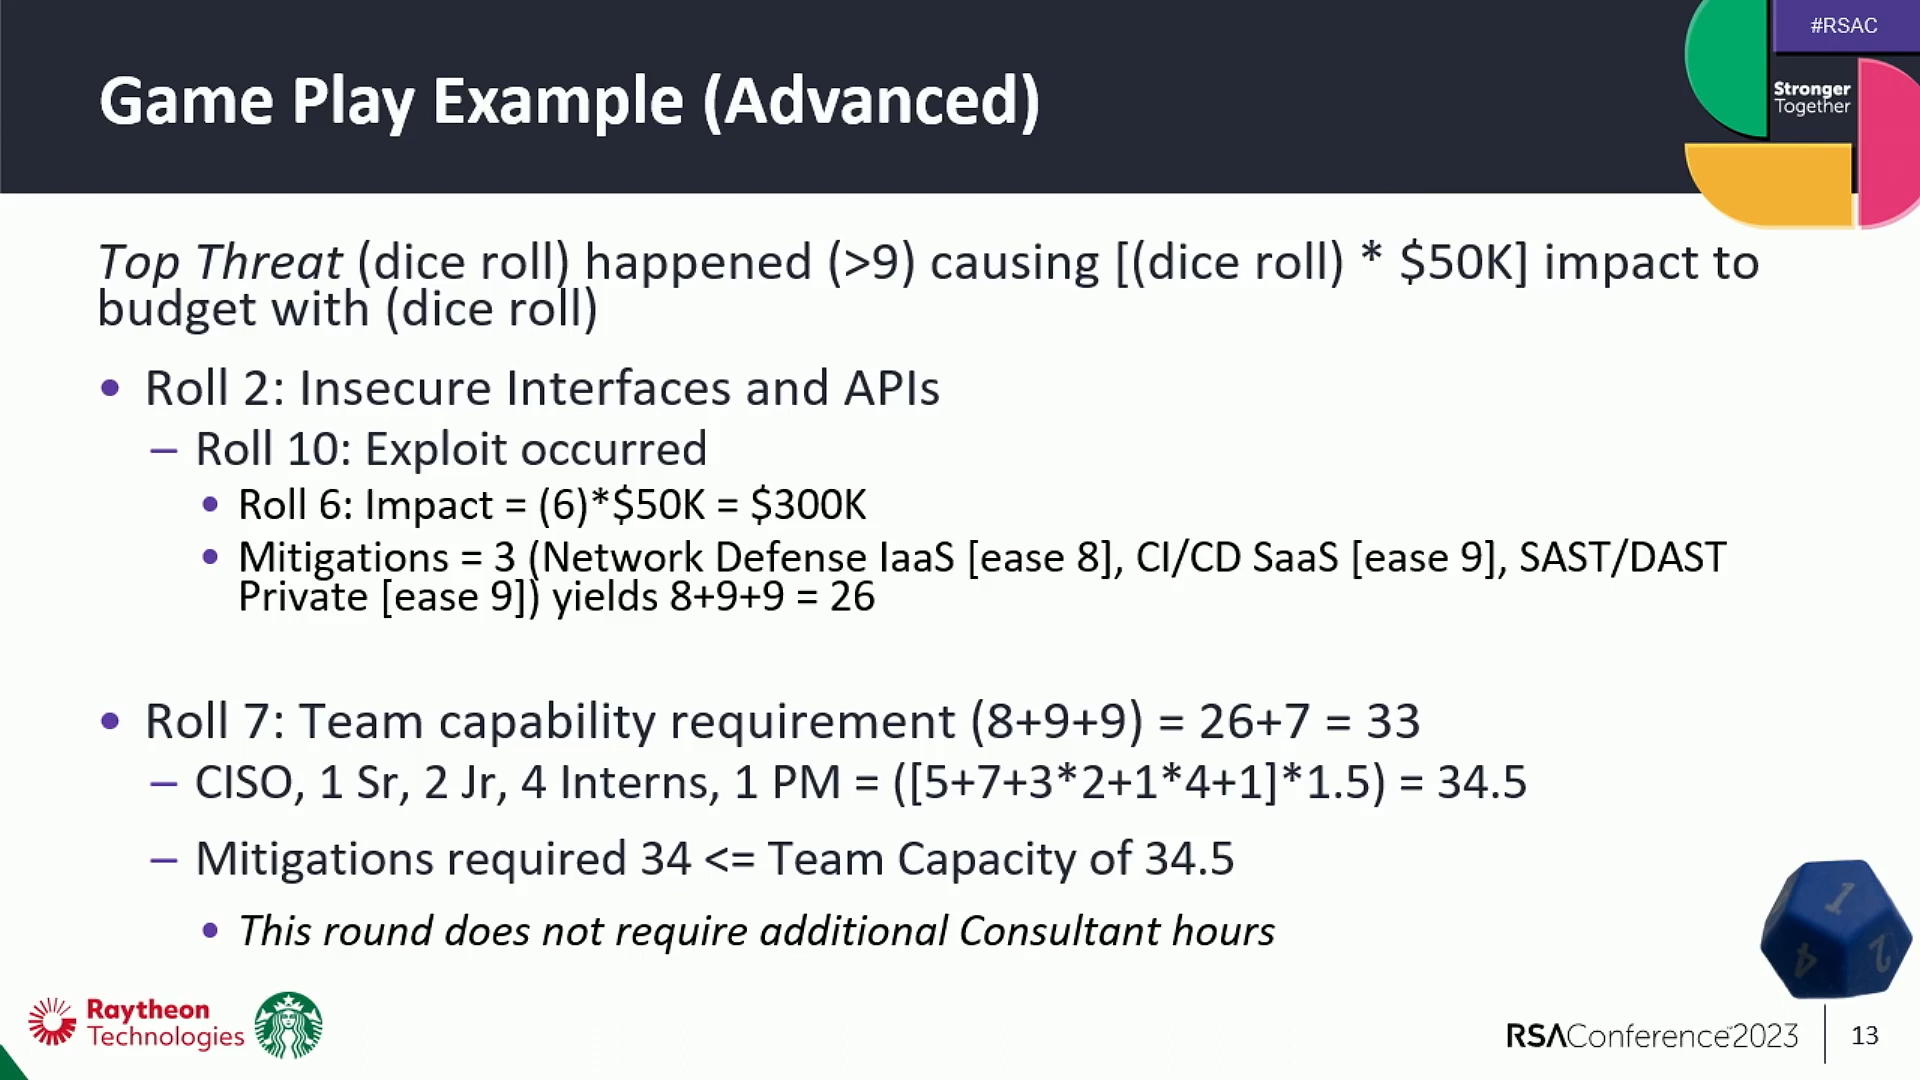 #RSAC
Game Play Example (Advanced)
Stronger
Together
Top Threat (dice roll) happened (>9) causing [(dice roll) * $50K] impact to
budget with (dice roll)
• Roll 2: Insecure Interfaces and APIs
– Roll 10: Exploit occurred
• Roll 6: Impact = (6)*$50K = $300K
• Mitigations = 3 (Network Defense IaaS [ease 8], CI/CD SaaS [ease 9], SAST/DAST
Private [ease 9]) yields 8+9+9 = 26
• Roll 7: Team capability requirement (8+9+9) = 26+7 = 33
– CISO, 1 Sr, 2 Jr, 4 Interns, 1 PM = ([5+7+3*2+1*4+1]*1.5) = 34.5
– Mitigations required 34 <= Team Capacity of 34.5
• This round does not require additional Consultant hours
1
4
2
Raytheon
Technologies
RSAConference™2023
13